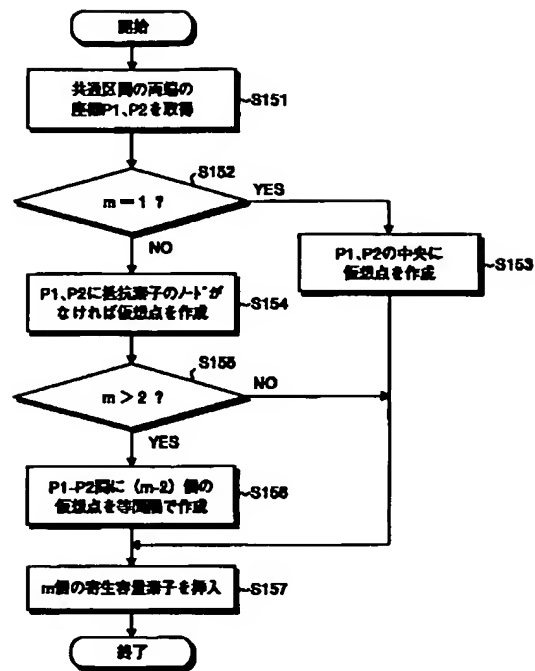 開始
共通区間の両端の
座標P1、P2を取得
S151
S152
m=1 ?
YES
NO
P1、P2の中央に
仮想点を作成
S153
P1、P2に抵抗素子のノードが
なければ仮想点を作成
S154
S155
m>2 ?
NO
YES
P1-P2間に (m-2) 個の
仮想点を等間隔で作成
S156
m個の寄生容量素子を挿入
S157
終了